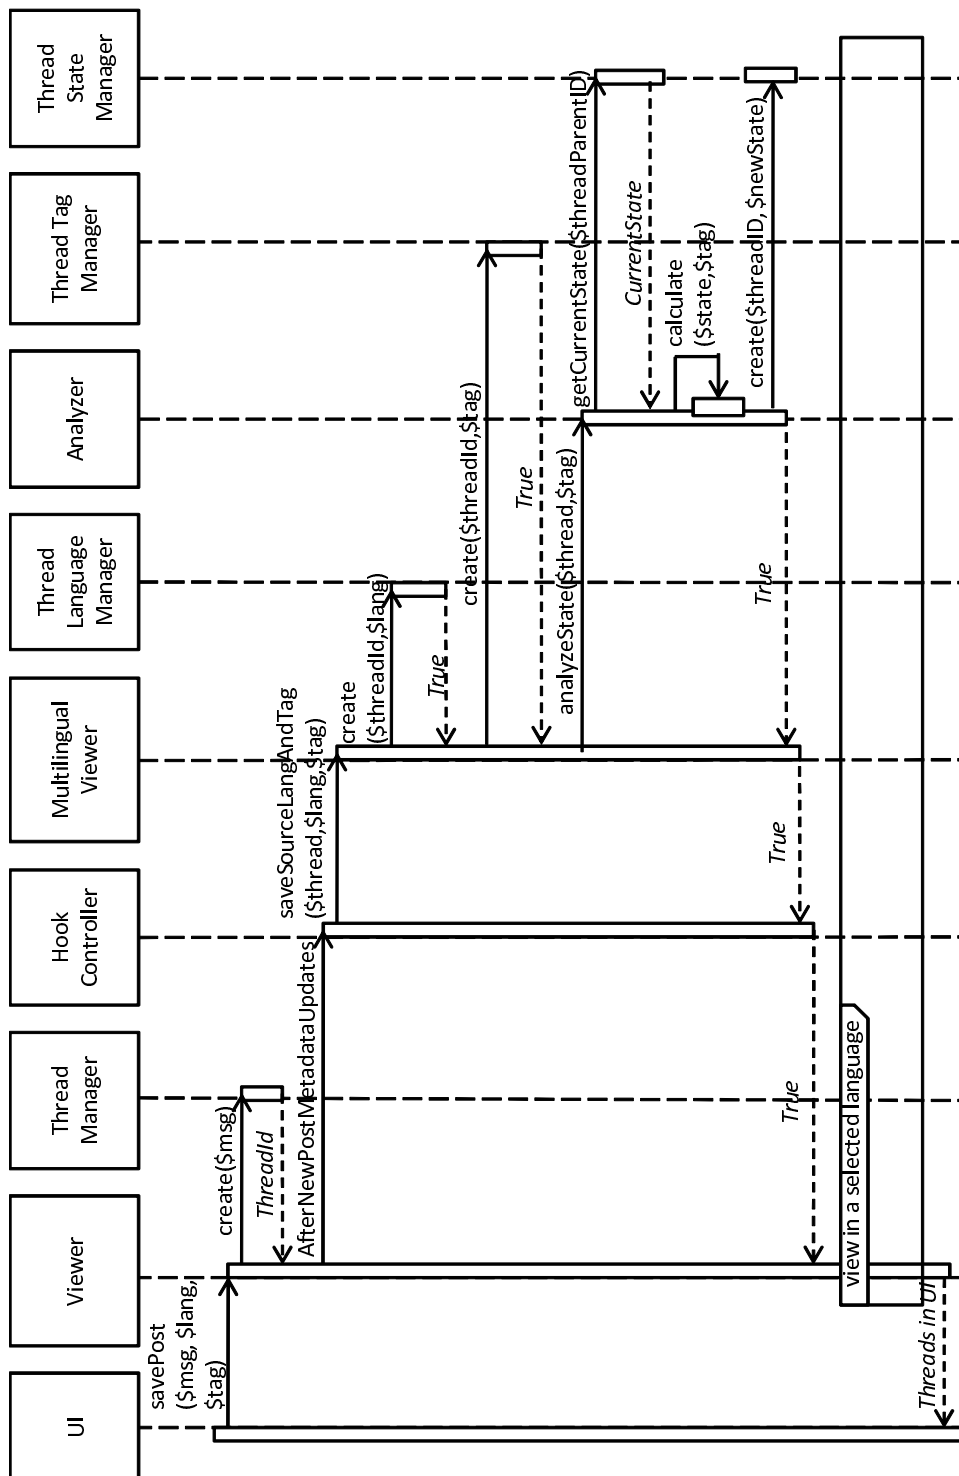 UI
Viewer
Thread
Manager
Hook
Controller
Multilingual
Viewer
Thread
Language
Manager
Analyzer
Thread Tag
Manager
Thread
State
Manager
savePost
($msg, $lang,
$tag)
create($msg)
ThreadId
AfterNewPostMetadataUpdates
saveSourceLangAndTag
($thread,$lang,$tag)
create
($threadId,$lang)
True
create($threadId,$tag)
True
analyzeState($thread,$tag)
getCurrentState($threadParentID)
CurrentState
calculate
($state,$tag)
create($threadID, $newState)
True
True
True
view in a selected language
Threads in UI